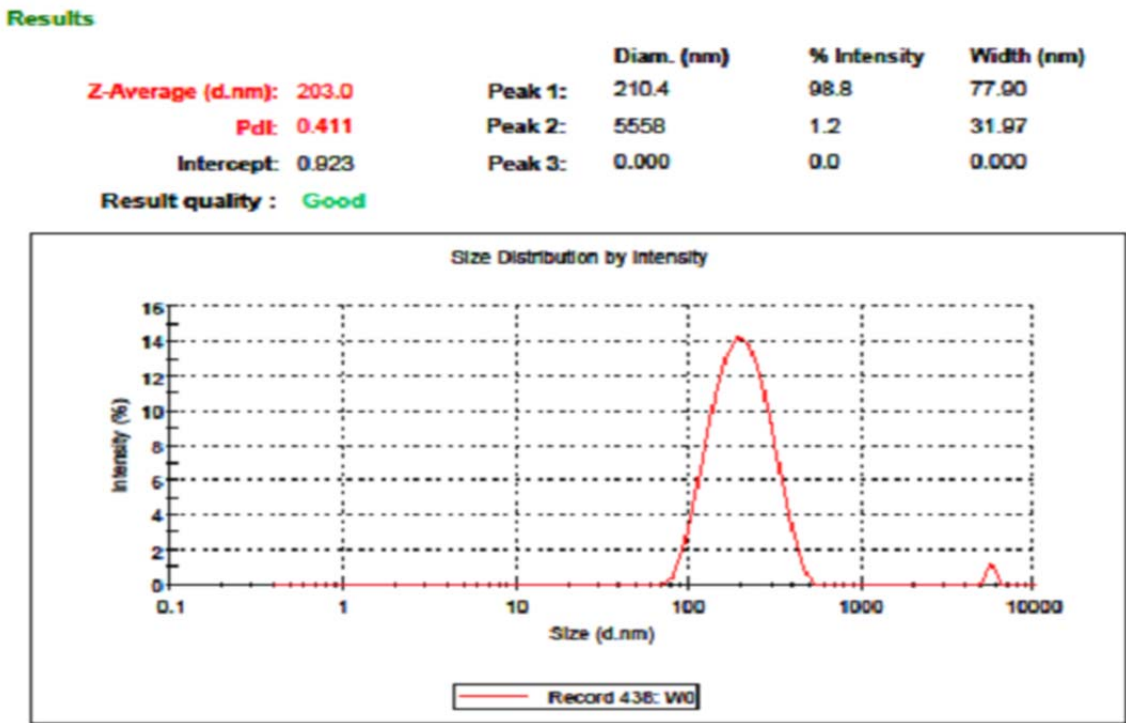 Results
Diam. (nm) % Intensity Width (nm)
Z-Average (d.nm): 203.0 Peak 1: 210.4 98.8 77.90
PdI: 0.411 Peak 2: 5558 1.2 31.97
Intercept: 0.923 Peak 3: 0.000 0.0 0.000
Result quality : Good
Size Distribution by Intensity
16
14
12
10
8
6
4
2
0
Intensity (%)
0.1 1 10 100 1000 10000
Size (d.nm)
Record 438: W0